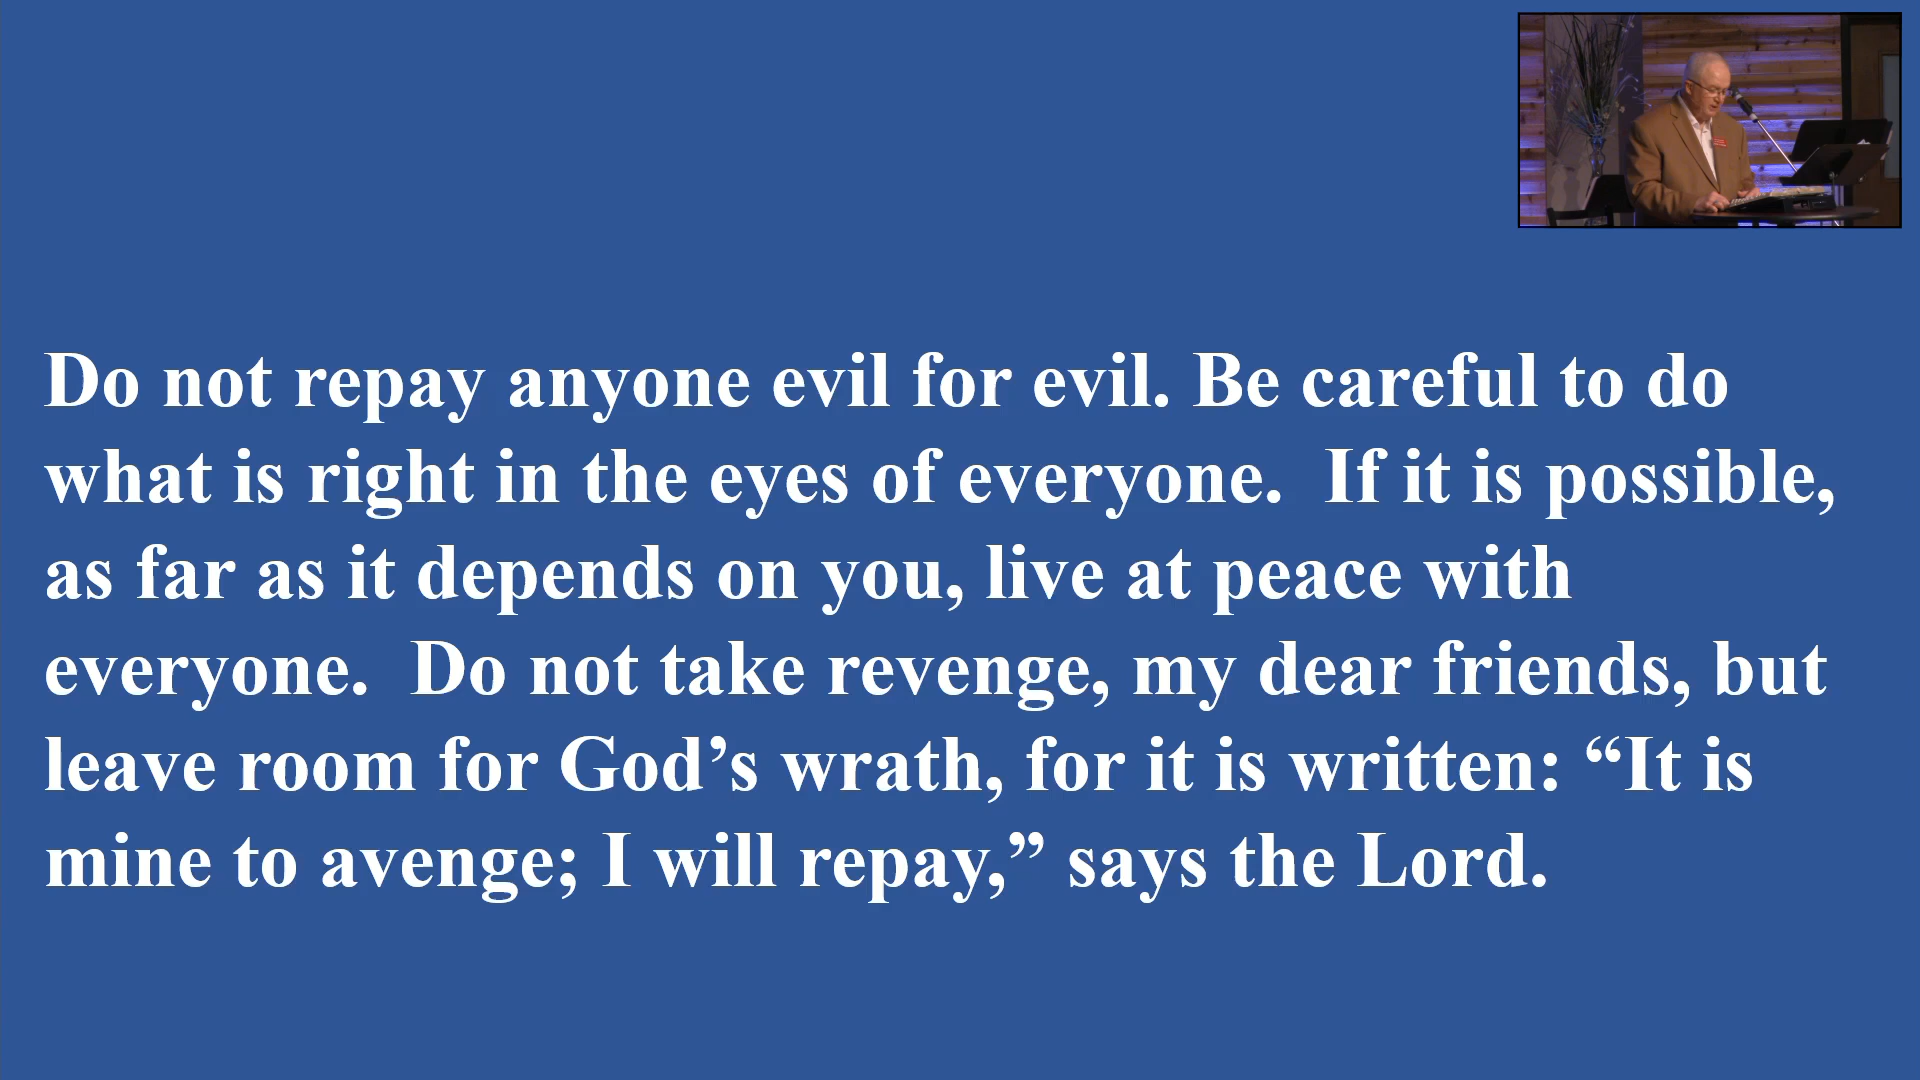 Do not repay anyone evil for evil. Be careful to do
what is right in the eyes of everyone.  If it is possible,
as far as it depends on you, live at peace with
everyone.  Do not take revenge, my dear friends, but
leave room for God’s wrath, for it is written: “It is
mine to avenge; I will repay,” says the Lord.